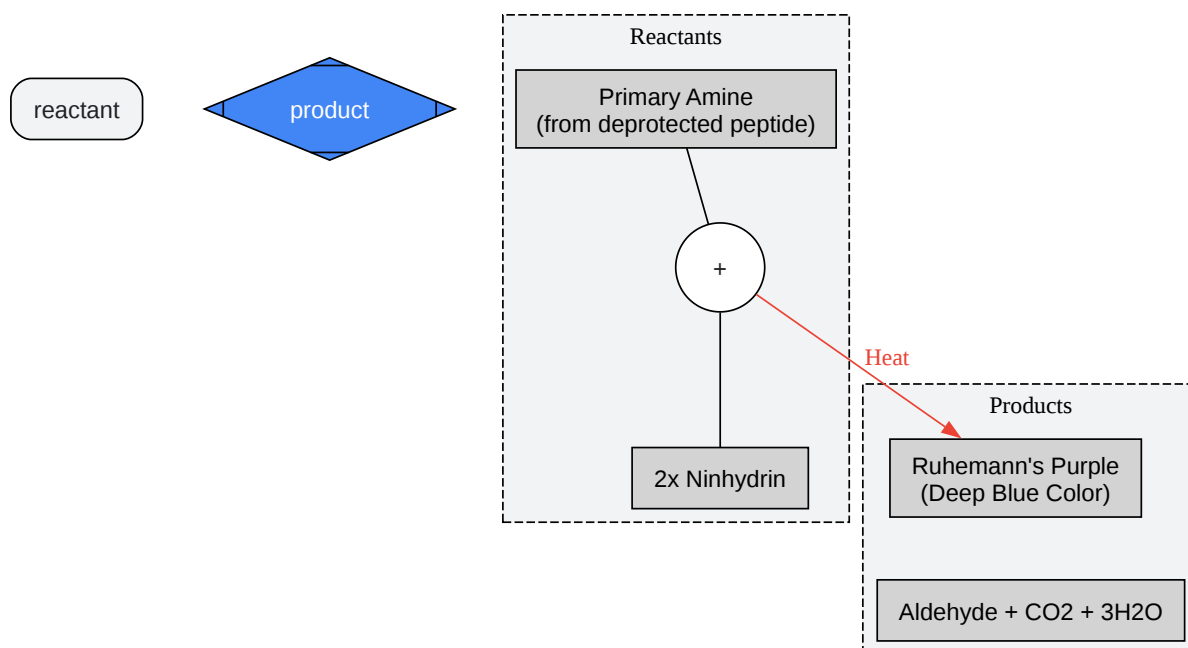 reactant
product
Reactants
Primary Amine
(from deprotected peptide)
+
2x Ninhydrin
Heat
Products
Ruhemann's Purple
(Deep Blue Color)
Aldehyde + CO2 + 3H2O